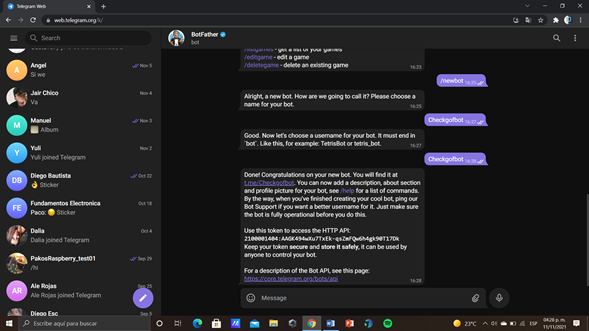 Telegram Web
web.telegram.org/k/
Search
Angel
Nov 5
Si we
Jair Chico
Nov 4
Va
Manuel
Nov 3
Album
Yuli
Nov 2
Yuli joined Telegram
DB
Diego Bautista
Oct 22
Sticker
FE
Fundamentos Electronica
Oct 18
Paco: Sticker
Dalia
Oct 4
Dalia joined Telegram
PakosRaspberry_test01
Sep 29
/hi
AR
Ale Rojas
Sep 25
Ale Rojas joined Telegram
Diego Esc
BotFather
bot
/editgame - edit a game
/deletegame - delete an existing game
16:23
/newbot
16:25
Alright, a new bot. How are we going to call it? Please choose a
name for your bot.
16:25
Checkgofbot
16:27
Good. Now let's choose a username for your bot. It must end in
`bot`. Like this, for example: TetrisBot or tetris_bot.
16:27
Checkgofbot
16:28
Done! Congratulations on your new bot. You will find it at
t.me/Checkgofbot. You can now add a description, about section
and profile picture for your bot, see /help for a list of commands.
By the way, when you've finished creating your cool bot, ping our
Bot Support if you want a better username for it. Just make sure
the bot is fully operational before you do this.
Use this token to access the HTTP API:
Keep your token secure and store it safely, it can be used by
anyone to control your bot.
For a description of the Bot API, see this page:
https://core.telegram.org/bots/api
16:28
Message
Escribe aquí para buscar
23°C
ESP
04:28 p. m.
11/11/2021